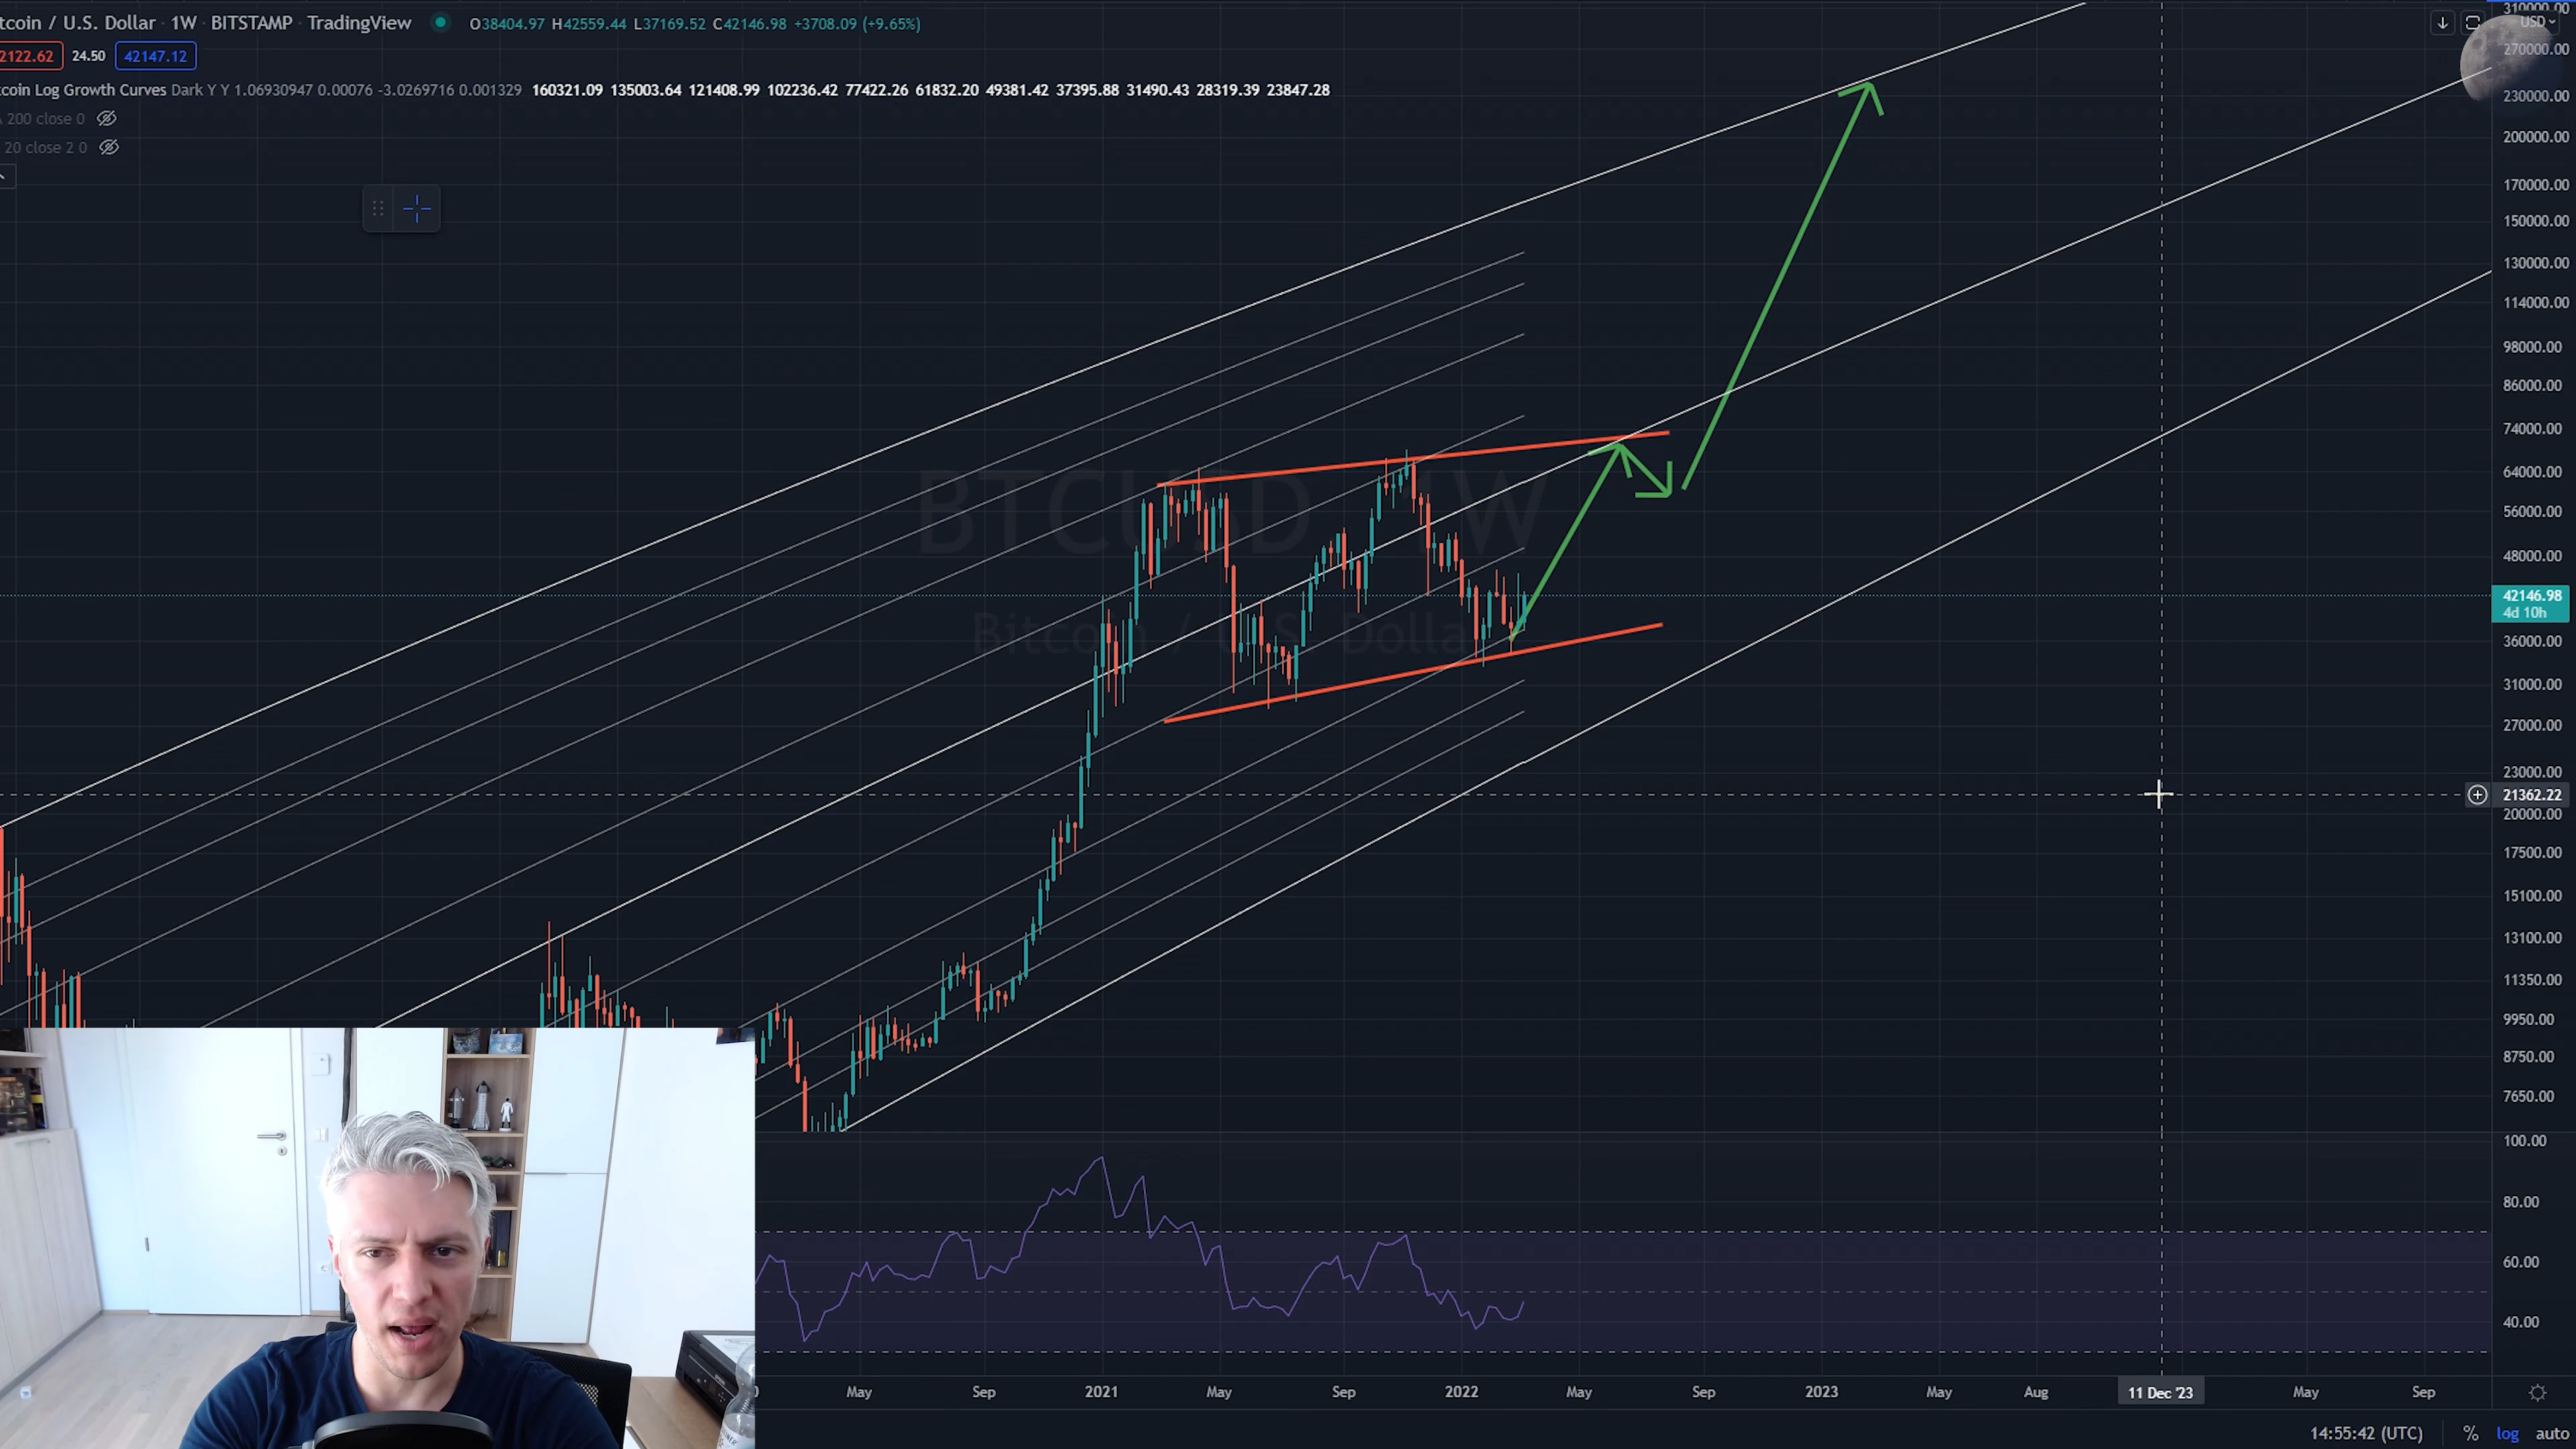 tcoin / U.S. Dollar · 1W · BITSTAMP · TradingView O38404.97 H42559.44 L37169.52 C42146.98 +3708.09 (+9.65%)
2122.62 24.50 42147.12
tcoin Log Growth Curves Dark Y Y 1.06930947 0.00076 -3.0269716 0.001329 160321.09 135003.64 121408.99 102236.42 77422.26 61832.20 49381.42 37395.88 31490.43 28319.39 23847.28
200 close 0
20 close 2 0
BTCUSD, 1W
Bitcoin / U.S. Dollar
310000.00
USD
270000.00
230000.00
200000.00
170000.00
150000.00
130000.00
114000.00
98000.00
86000.00
74000.00
64000.00
56000.00
48000.00
42146.98
4d 10h
36000.00
31000.00
27000.00
23000.00
21362.22
20000.00
17500.00
15100.00
13100.00
11350.00
9950.00
8750.00
7650.00
100.00
80.00
60.00
40.00
May Sep 2021 May Sep 2022 May Sep 2023 May Aug 11 Dec '23 May Sep
14:55:42 (UTC) % log auto